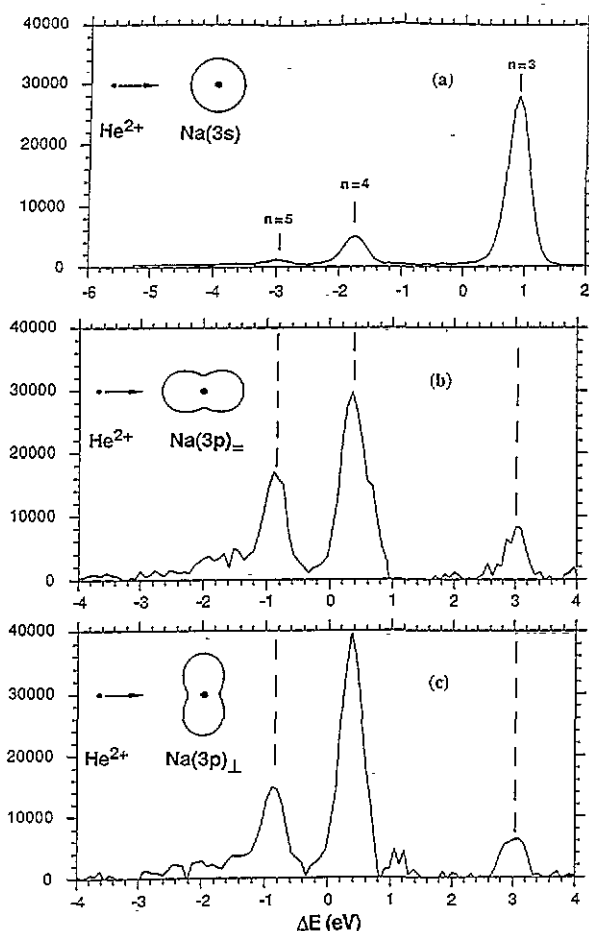 40000
30000
20000
10000
0
He2+
Na(3s)
(a)
n=3
n=4
n=5
-6 -5 -4 -3 -2 -1 0 1 2
40000
30000
20000
10000
0
He2+
Na(3p)=
(b)
-4 -3 -2 -1 0 1 2 3 4
40000
30000
20000
10000
0
He2+
Na(3p)⊥
(c)
-4 -3 -2 -1 0 1 2 3 4
ΔE (eV)